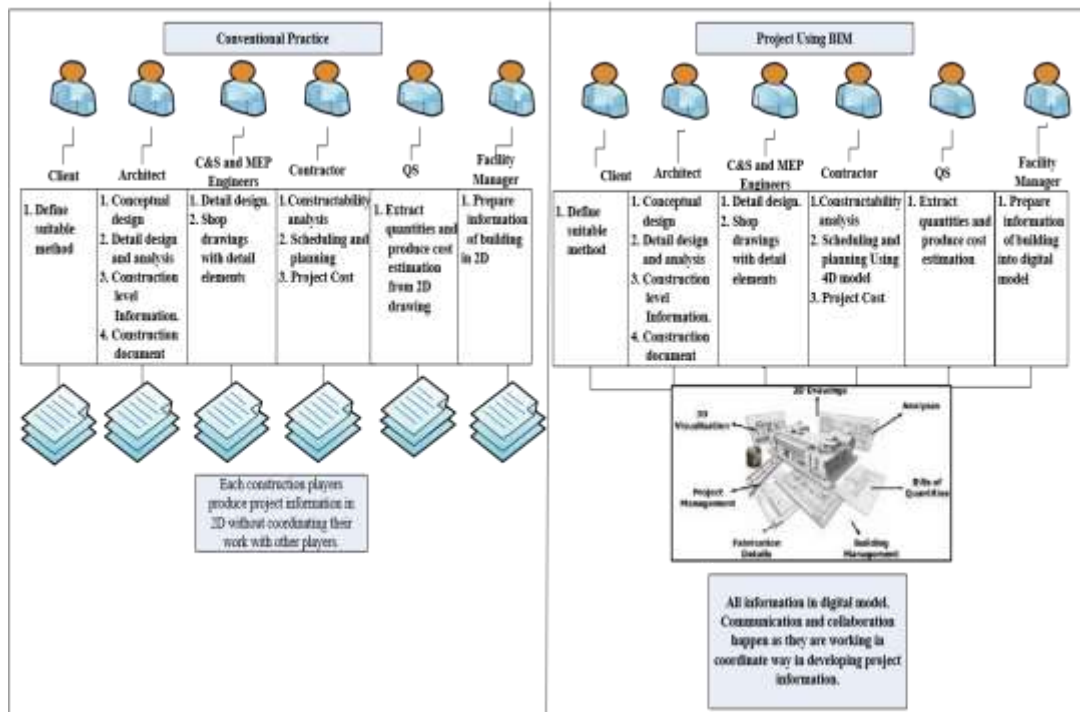 Conventional Practice
Client
Architect
C&S and MEP
Engineers
Contractor
QS
Facility
Manager
1. Define
suitable
method
1. Conceptual
design
2. Detail design
and analysis
3. Construction
level
Information.
4. Construction
document
1. Detail design.
2. Shop
drawings
with detail
elements
1.Constructability
analysis
2. Scheduling and
planning
3. Project Cost
1. Extract
quantities and
produce cost
estimation
from 2D
drawing
1. Prepare
information
of building
in 2D
Each construction players
produce project information in
2D without coordinating their
work with other players.
Project Using BIM
Client
Architect
C&S and MEP
Engineers
Contractor
QS
Facility
Manager
1. Define
suitable
method
1. Conceptual
design
2. Detail design
and analysis
3. Construction
level
Information.
4. Construction
document
1. Detail design.
2. Shop
drawings
with detail
elements
1.Constructability
analysis
2. Scheduling and
planning Using
4D model
3. Project Cost
1. Extract
quantities and
produce cost
estimation
1. Prepare
information
of building
into digital
model
2D Drawings
3D
Visualisation
Analyses
Project
Management
Bills of
Quantities
Fabrication
Details
Building
Management
All information in digital model.
Communication and collaboration
happen as they are working in
coordinate way in developing project
information.